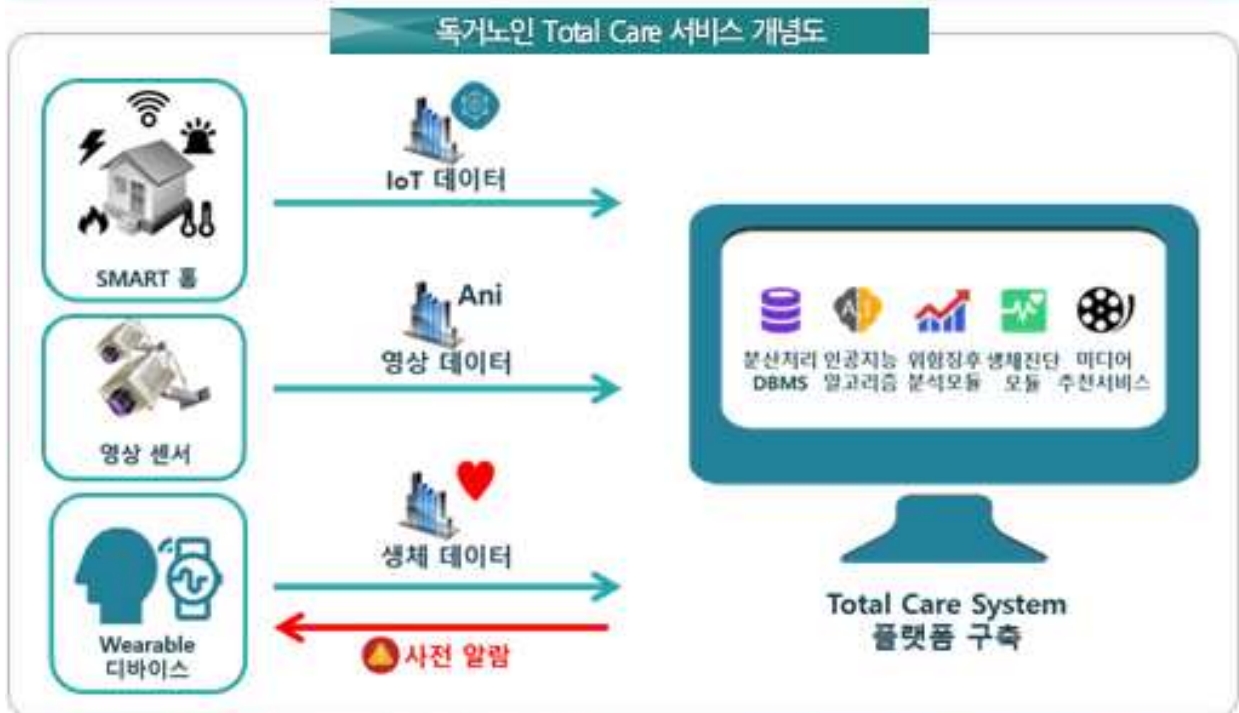 독거노인 Total Care 서비스 개념도
IoT 데이터
SMART 홈
Ani
영상 데이터
영상 센서
생체 데이터
Wearable
디바이스
사전 알람
분산처리 인공지능 위험징후 생체진단 미디어
DBMS 알고리즘 분석모듈 모듈 추천서비스
Total Care System
플랫폼 구축